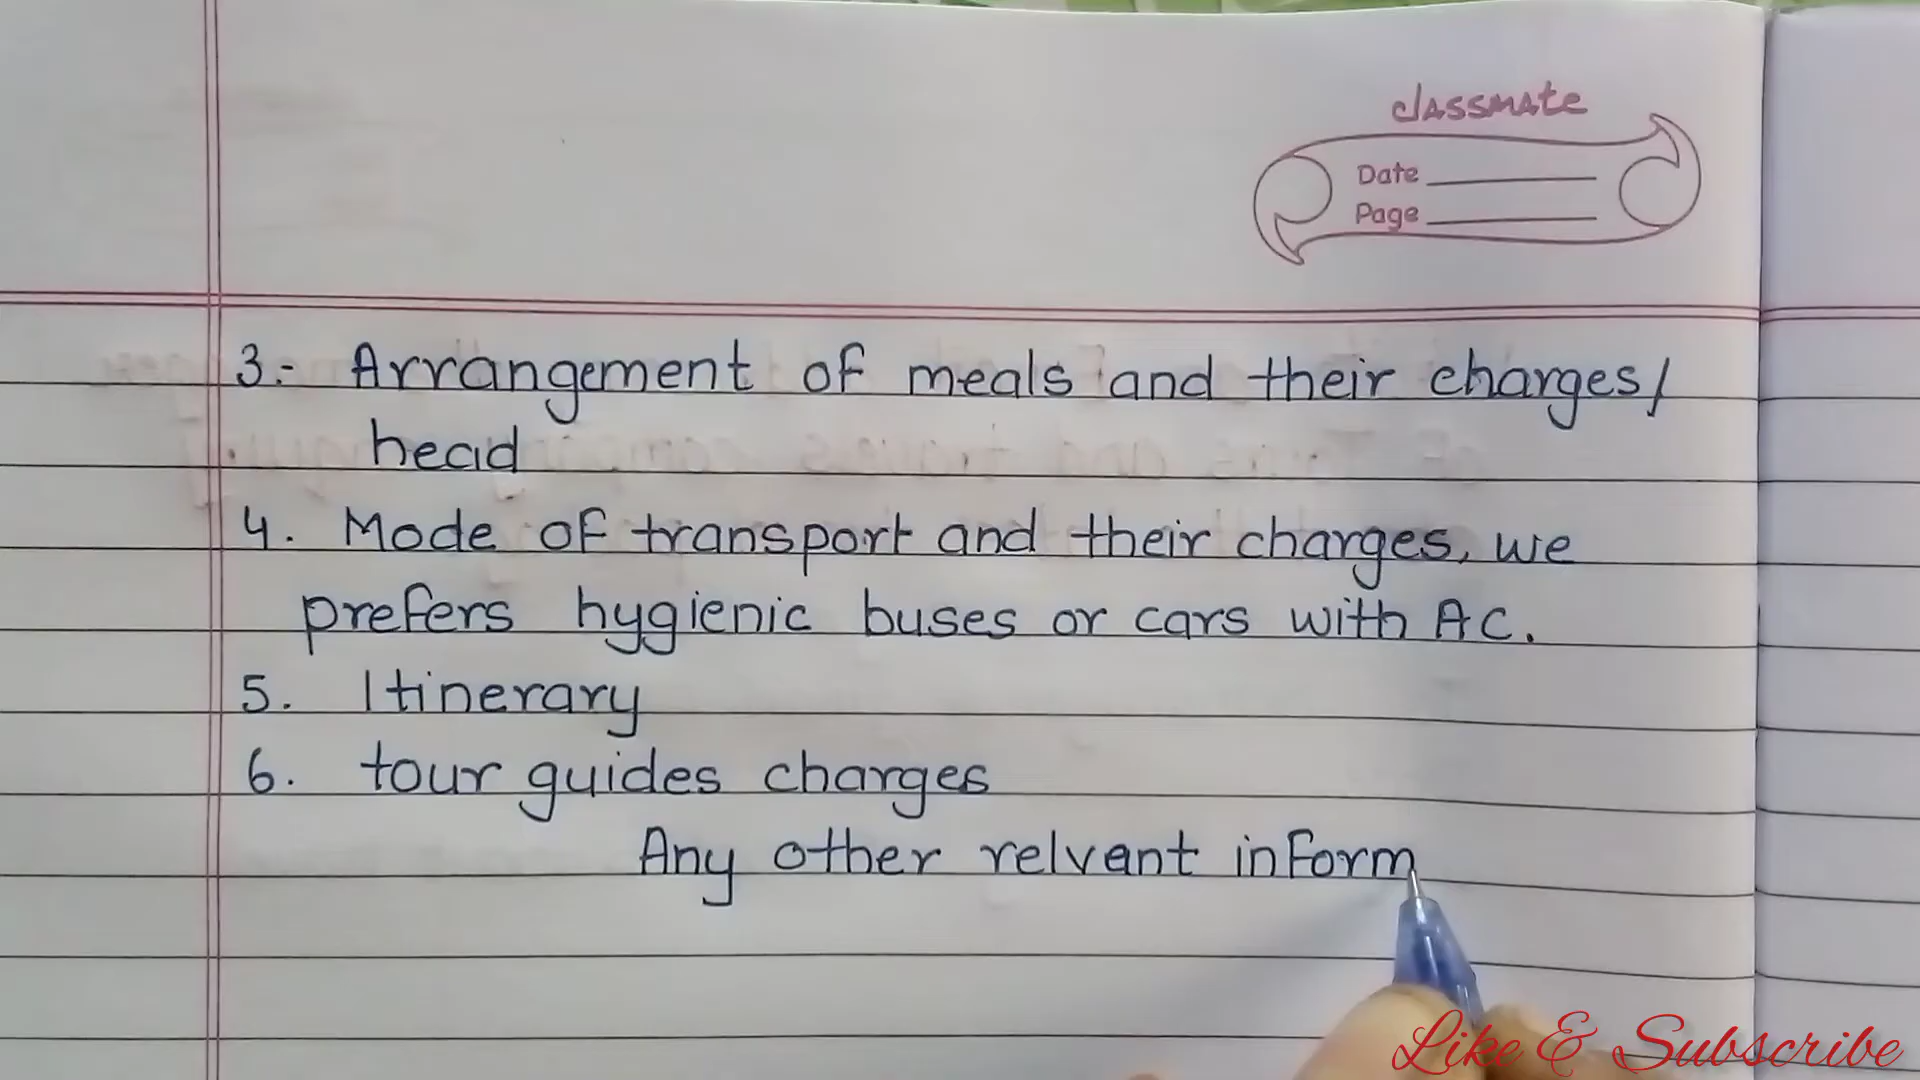 classmate
Date
Page
3.- Arrangement of meals and their charges/
head
4. Mode of transport and their charges, we
prefers hygienic buses or cars with AC.
5. Itinerary
6. tour guides charges
Any other relvant inform
Like & Subscribe